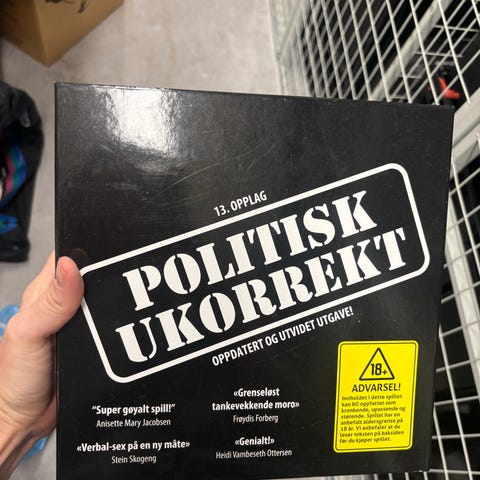 13. OPPLAG
POLITISK
UKORREKT
OPPDATERT OG UTVIDET UTGAVE!
“Super gøyalt spill!”
Anisette Mary Jacobsen
«Verbal-sex på en ny måte»
Stein Skogeng
«Grenseløst
tankevekkende moro»
Frøydis Forberg
«Genialt!»
Heidi Vambeseth Ottersen
18+
ADVARSEL!
Innholdet i dette spillet
kan bli oppfattet som
krenkende, upassende og
støtende. Spillet har en
anbefalt aldersgrense på
18 år. Vi anbefaler at du
leser teksten på baksiden
før du kjøper spillet.